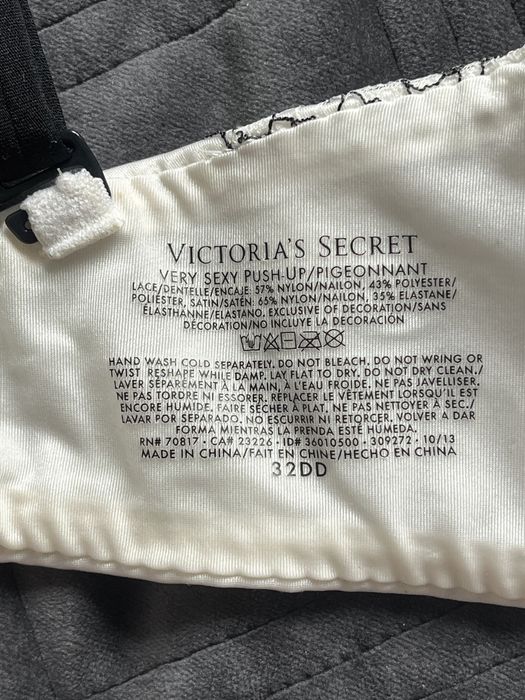 VICTORIA'S SECRET
VERY SEXY PUSH-UP/PIGEONNANT
LACE/DENTELLE/ENCAJE: 57% NYLON/NAILON, 43% POLYESTER/
POLIÉSTER, SATIN/SATÉN: 65% NYLON/NAILON, 35% ELASTANE/
ÉLASTHANNE/ELASTANO. EXCLUSIVE OF DECORATION/SANS
DÉCORATION/NO INCLUYE LA DECORACIÓN
HAND WASH COLD SEPARATELY. DO NOT BLEACH. DO NOT WRING OR
TWIST RESHAPE WHILE DAMP. LAY FLAT TO DRY. DO NOT DRY CLEAN./
LAVER SÉPARÉMENT À LA MAIN, À L'EAU FROIDE. NE PAS JAVELLISER.
NE PAS TORDRE NI ESSORER. REPLACER LE VÊTEMENT LORSQU'IL EST
ENCORE HUMIDE. FAIRE SÉCHER À PLAT. NE PAS NETTOYER À SEC./
LAVAR POR SEPARADO. NO ESCURRIR NI RETORCER. VOLVER A DAR
FORMA MIENTRAS LA PRENDA ESTÉ HÚMEDA.
RN# 70817 · CA# 23226 · ID# 36010500 · 309272 · 10/13
MADE IN CHINA/FAIT EN CHINE/HECHO EN CHINA
32DD